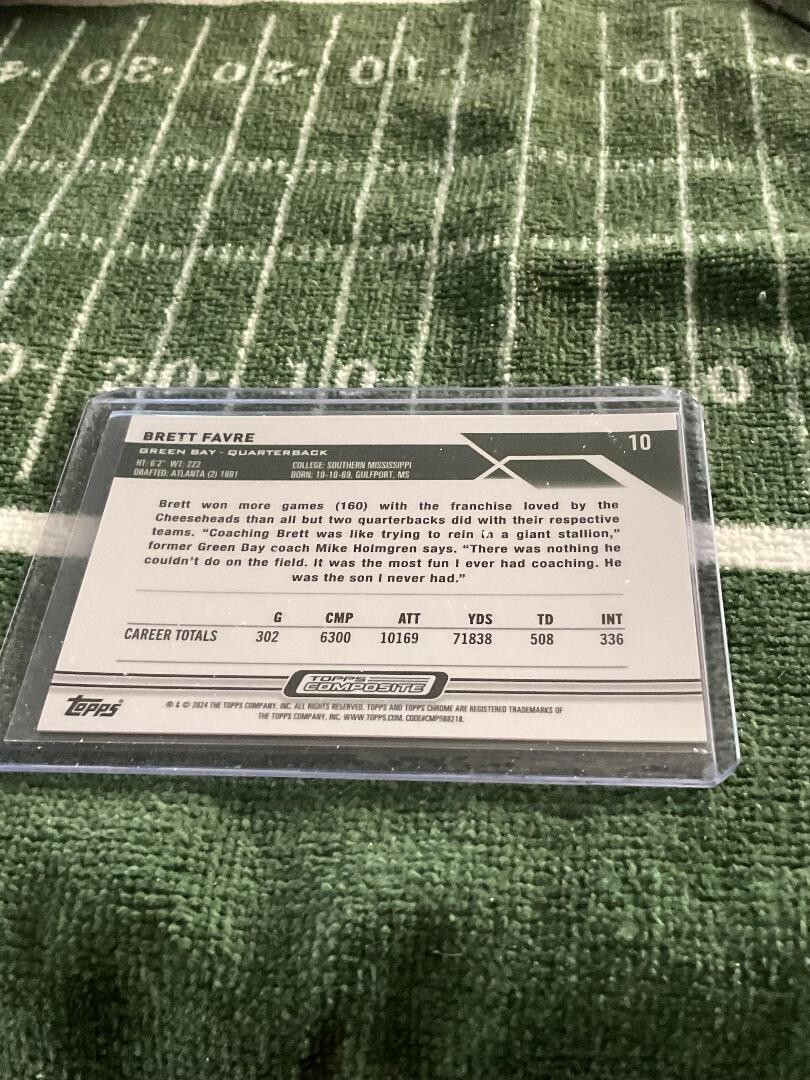 BRETT FAVRE
10
GREEN BAY - QUARTERBACK
HT: 6'2" WT: 222
COLLEGE: SOUTHERN MISSISSIPPI
DRAFTED: ATLANTA (2) 1991
BORN: 10-10-69, GULFPORT, MS
Brett won more games (160) with the franchise loved by the
Cheeseheads than all but two quarterbacks did with their respective
teams. "Coaching Brett was like trying to rein in a giant stallion,"
former Green Bay coach Mike Holmgren says. "There was nothing he
couldn't do on the field. It was the most fun I ever had coaching. He
was the son I never had."
G CMP ATT YDS TD INT
CAREER TOTALS 302 6300 10169 71838 508 336
TOPPS
COMPOSITE
Topps
® & © 2024 THE TOPPS COMPANY, INC. ALL RIGHTS RESERVED. TOPPS AND TOPPS CHROME ARE REGISTERED TRADEMARKS OF
THE TOPPS COMPANY, INC. WWW.TOPPS.COM. CODE#CMP088218.